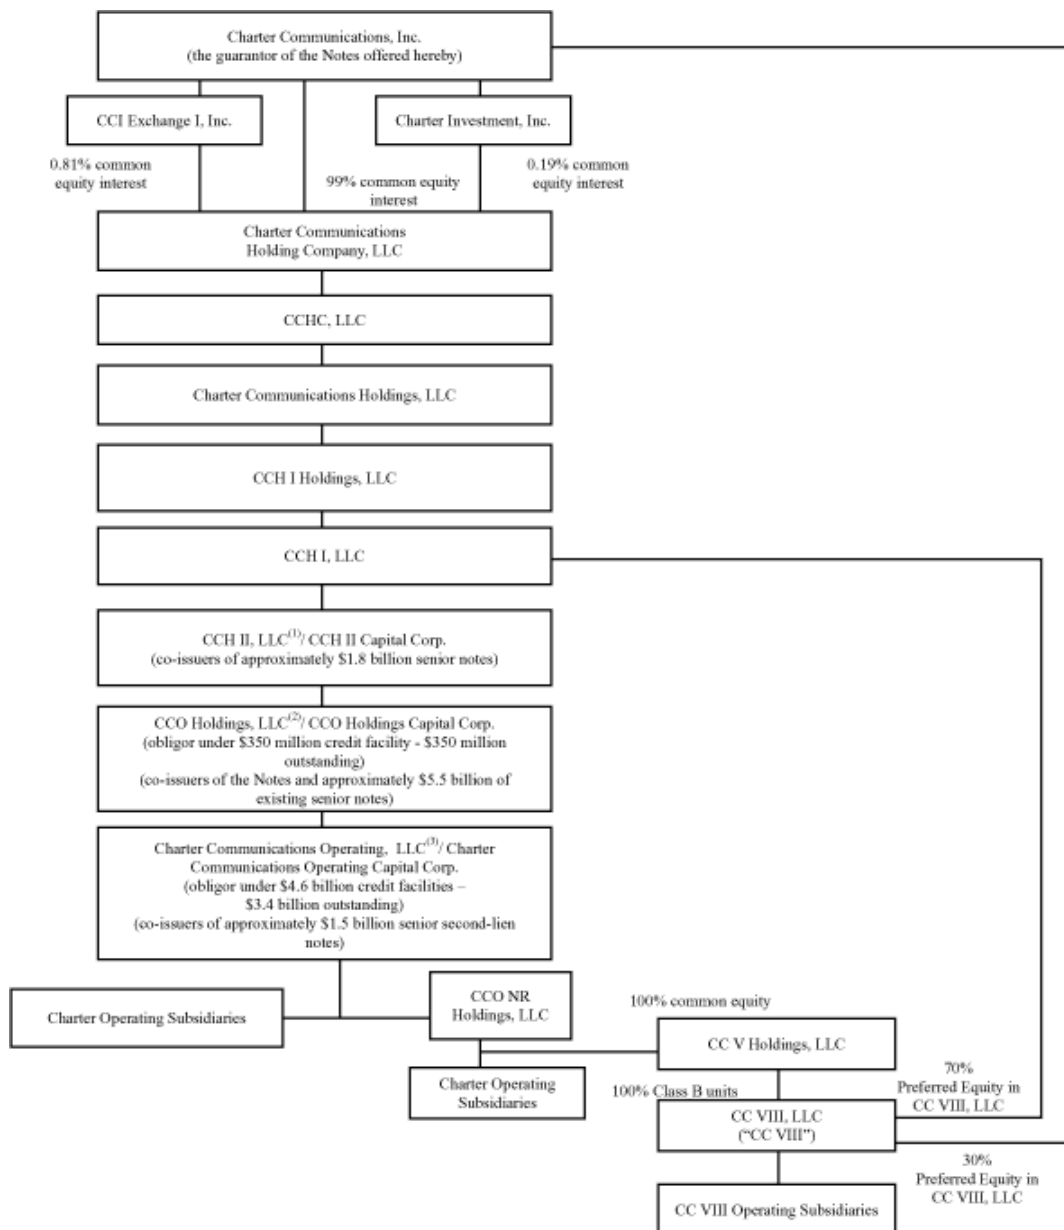 Charter Communications, Inc.
(the guarantor of the Notes offered hereby)
CCI Exchange I, Inc.
Charter Investment, Inc.
0.81% common
equity interest
99% common equity
interest
0.19% common
equity interest
Charter Communications
Holding Company, LLC
CCHC, LLC
Charter Communications Holdings, LLC
CCH I Holdings, LLC
CCH I, LLC
CCH II, LLC(1)/ CCH II Capital Corp.
(co-issuers of approximately $1.8 billion senior notes)
CCO Holdings, LLC(2)/ CCO Holdings Capital Corp.
(obligor under $350 million credit facility - $350 million
outstanding)
(co-issuers of the Notes and approximately $5.5 billion of
existing senior notes)
Charter Communications Operating, LLC(3)/ Charter
Communications Operating Capital Corp.
(obligor under $4.6 billion credit facilities –
$3.4 billion outstanding)
(co-issuers of approximately $1.5 billion senior second-lien
notes)
Charter Operating Subsidiaries
CCO NR
Holdings, LLC
100% common equity
CC V Holdings, LLC
Charter Operating
Subsidiaries
100% Class B units
70%
Preferred Equity in
CC VIII, LLC
CC VIII, LLC
(“CC VIII”)
30%
Preferred Equity in
CC VIII, LLC
CC VIII Operating Subsidiaries